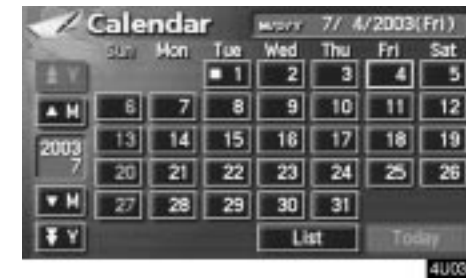 Calendar M/D/Y 7/ 4/2003(Fri)
Sun Mon Tue Wed Thu Fri Sat
▲ Y 1 2 3 4 5
▲ M 6 7 8 9 10 11 12
2003 13 14 15 16 17 18 19
7 20 21 22 23 24 25 26
▼ M 27 28 29 30 31
▼ Y List Today